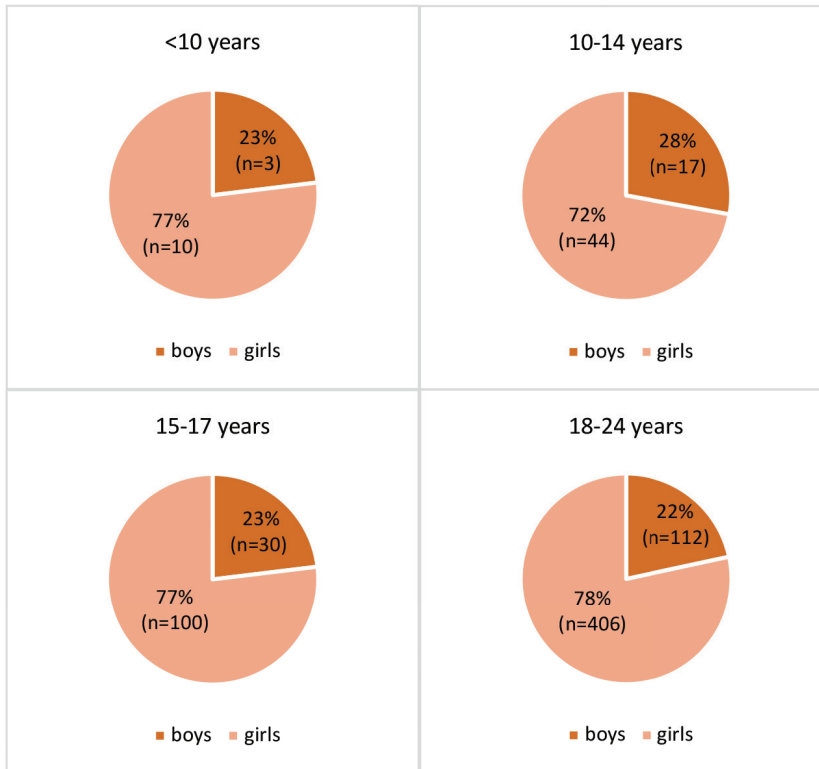 <10 years
23%
(n=3)
77%
(n=10)
boys girls
10-14 years
28%
(n=17)
72%
(n=44)
boys girls
15-17 years
23%
(n=30)
77%
(n=100)
boys girls
18-24 years
22%
(n=112)
78%
(n=406)
boys girls